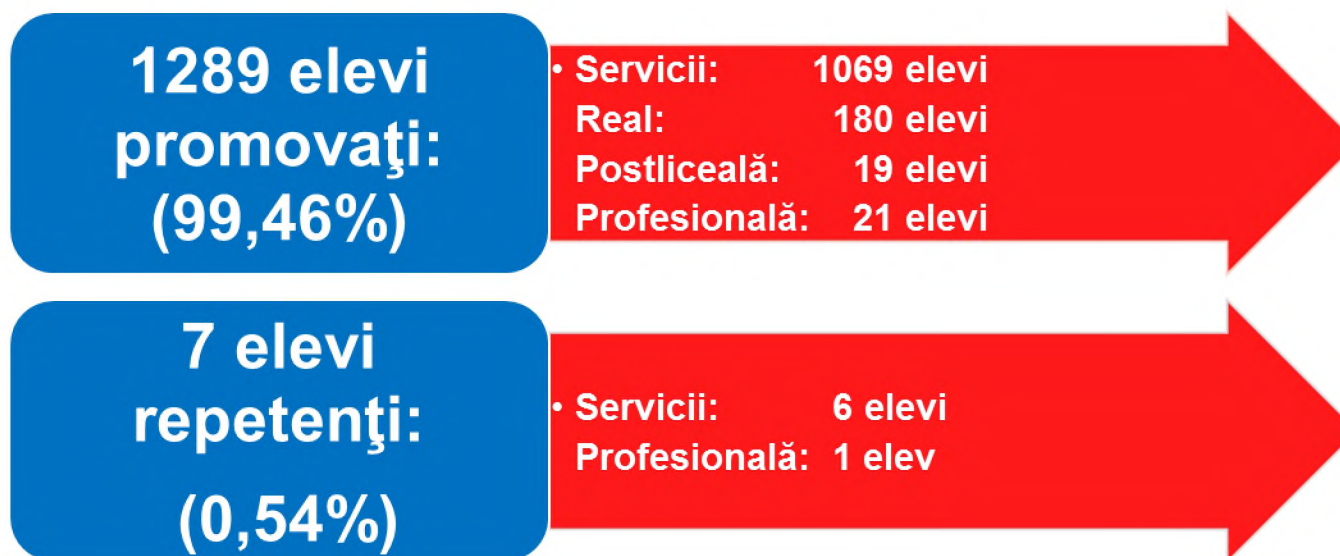 1289 elevi
promovaţi:
(99,46%)
• Servicii: 1069 elevi
Real: 180 elevi
Postliceală: 19 elevi
Profesională: 21 elevi
7 elevi
repetenţi:
(0,54%)
• Servicii: 6 elevi
Profesională: 1 elev